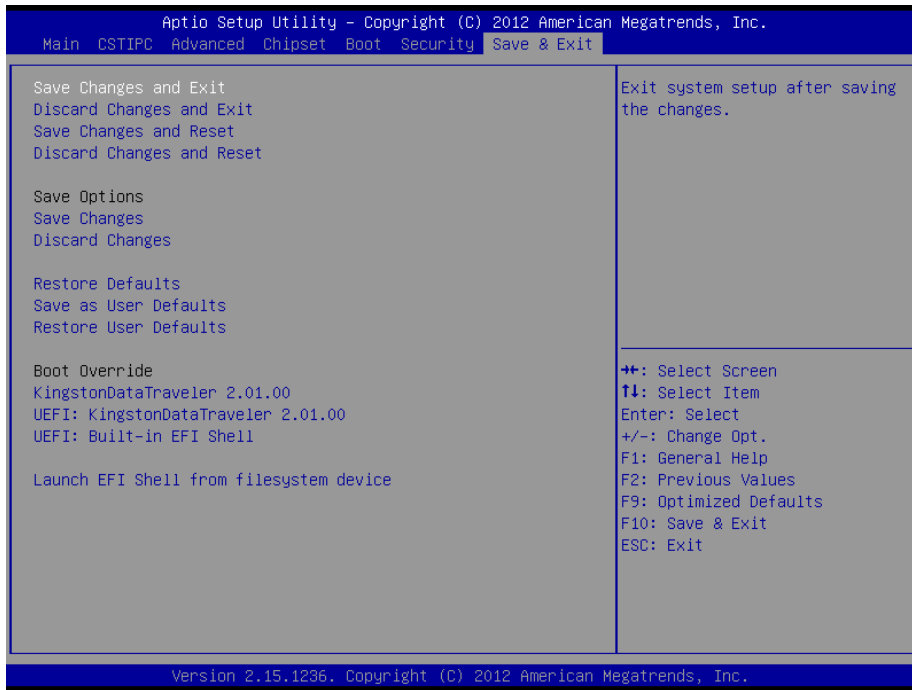 Aptio Setup Utility – Copyright (C) 2012 American Megatrends, Inc.
Main CSTIPC Advanced Chipset Boot Security Save & Exit
Save Changes and Exit
Discard Changes and Exit
Save Changes and Reset
Discard Changes and Reset
Save Options
Save Changes
Discard Changes
Restore Defaults
Save as User Defaults
Restore User Defaults
Boot Override
KingstonDataTraveler 2.01.00
UEFI: KingstonDataTraveler 2.01.00
UEFI: Built-in EFI Shell
Launch EFI Shell from filesystem device
Exit system setup after saving
the changes.
→←: Select Screen
↑↓: Select Item
Enter: Select
+/-: Change Opt.
F1: General Help
F2: Previous Values
F9: Optimized Defaults
F10: Save & Exit
ESC: Exit
Version 2.15.1236. Copyright (C) 2012 American Megatrends, Inc.